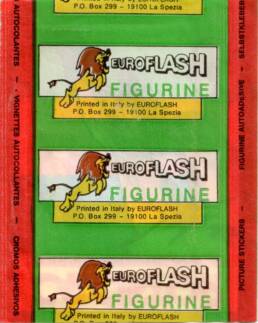 P.O. Box 299 - 19100 La Spezia
EUROFLASH
FIGURINE
Printed in Italy by EUROFLASH
P.O. Box 299 - 19100 La Spezia
EUROFLASH
FIGURINE
Printed in Italy by EUROFLASH
P.O. Box 299 - 19100 La Spezia
EUROFLASH
FIGURINE
Printed in Italy by EUROFLASH
AUTOCOLLANTES - VIGNETTES AUTOCOLLANTES - CROMOS ADHESIVOS
PICTURE STICKERS - FIGURINE AUTOADESIVE - SELBSTKLEBE